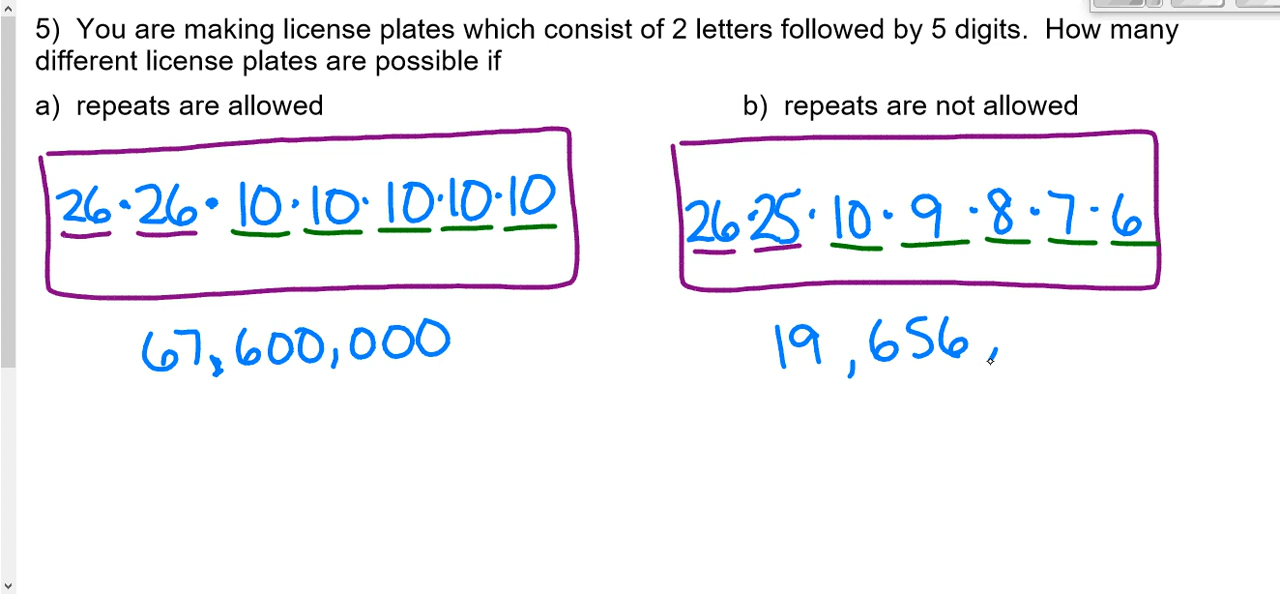 5) You are making license plates which consist of 2 letters followed by 5 digits. How many
different license plates are possible if
a) repeats are allowed
b) repeats are not allowed
26 · 26 · 10 · 10 · 10 · 10 · 10
26 · 25 · 10 · 9 · 8 · 7 · 6
67,600,000
19,656,